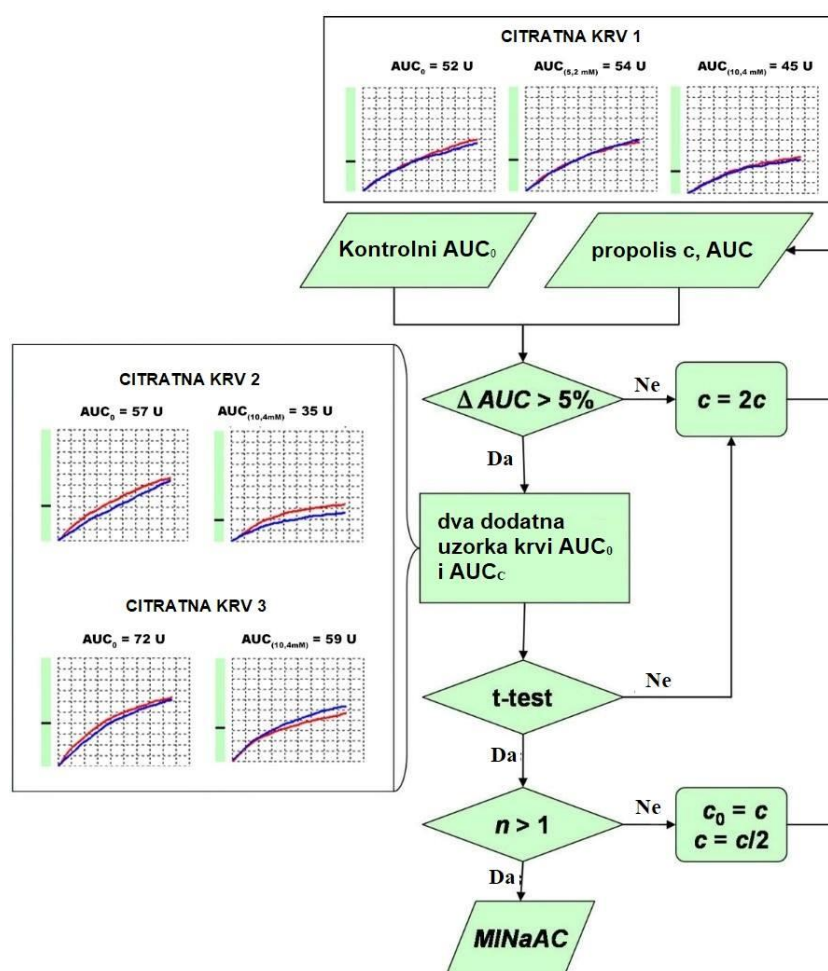 CITRATNA KRV 1
AUC₀ = 52 U
AUC(5,2 mM) = 54 U
AUC(10,4 mM) = 45 U
Kontrolni AUC₀
propolis c, AUC
CITRATNA KRV 2
AUC₀ = 57 U
AUC(10,4mM) = 35 U
Δ AUC > 5%
Ne
c = 2c
Da
dva dodatna
uzorka krvi AUC₀
i AUCC
CITRATNA KRV 3
AUC₀ = 72 U
AUC(10,4mM) = 59 U
t-test
Ne
Da
n > 1
Ne
c₀ = c
c = c/2
Da
MINaAC